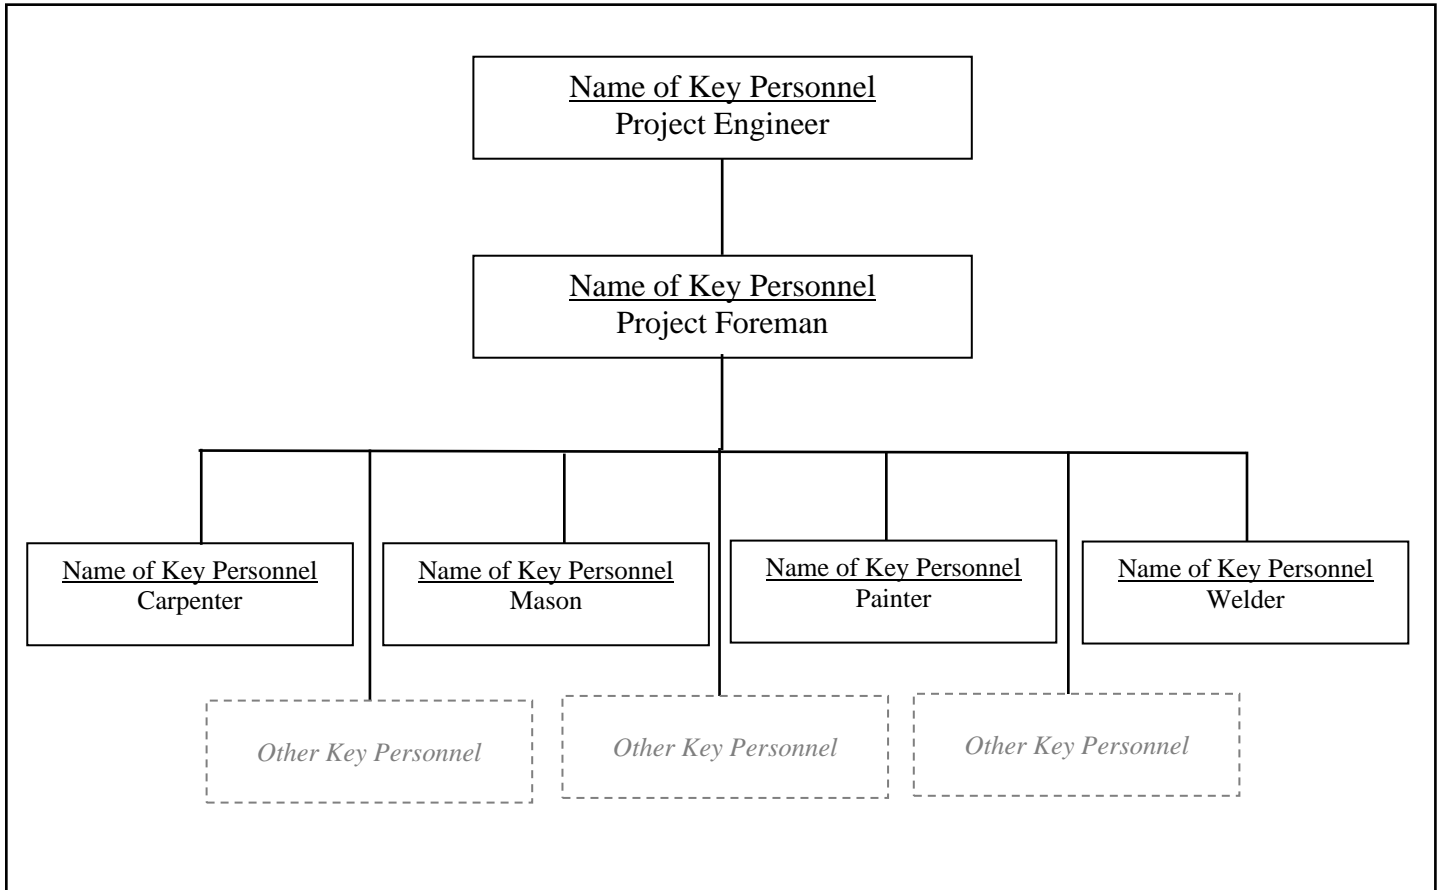 Name of Key Personnel
Project Engineer
Name of Key Personnel
Project Foreman
Name of Key Personnel
Carpenter
Name of Key Personnel
Mason
Name of Key Personnel
Painter
Name of Key Personnel
Welder
Other Key Personnel
Other Key Personnel
Other Key Personnel